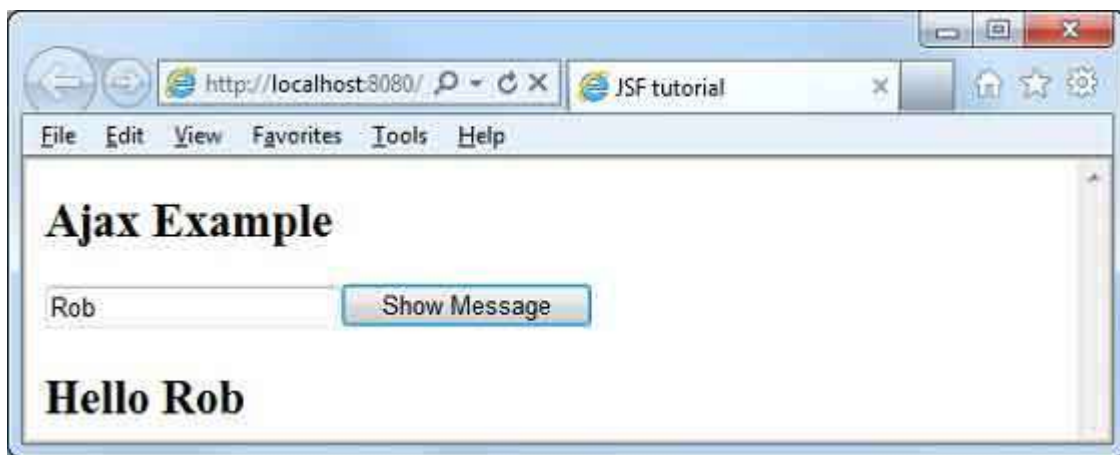 http://localhost:8080/
JSF tutorial
File Edit View Favorites Tools Help
Ajax Example
Rob
Show Message
Hello Rob